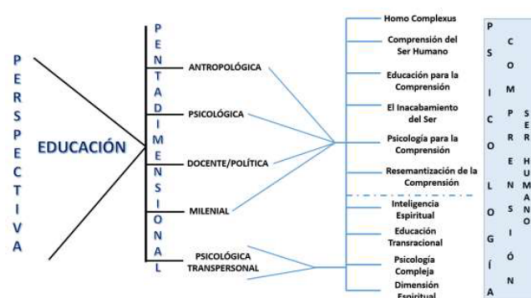 PERSPECTIVA
EDUCACIÓN
PENTADIMENSIONAL
ANTROPOLÓGICA
PSICOLÓGICA
DOCENTE/POLÍTICA
MILENIAL
PSICOLÓGICA
TRANSPERSONAL
Homo Complexus
Comprensión del
Ser Humano
Educación para la
Comprensión
El Inacabamiento
del Ser
Psicología para la
Comprensión
Resemantización de la
Comprensión
Inteligencia
Espiritual
Educación
Transracional
Psicología
Compleja
Dimensión
Espiritual
PSICOLOGÍA
COMPRENSIÓN
SER HUMANO